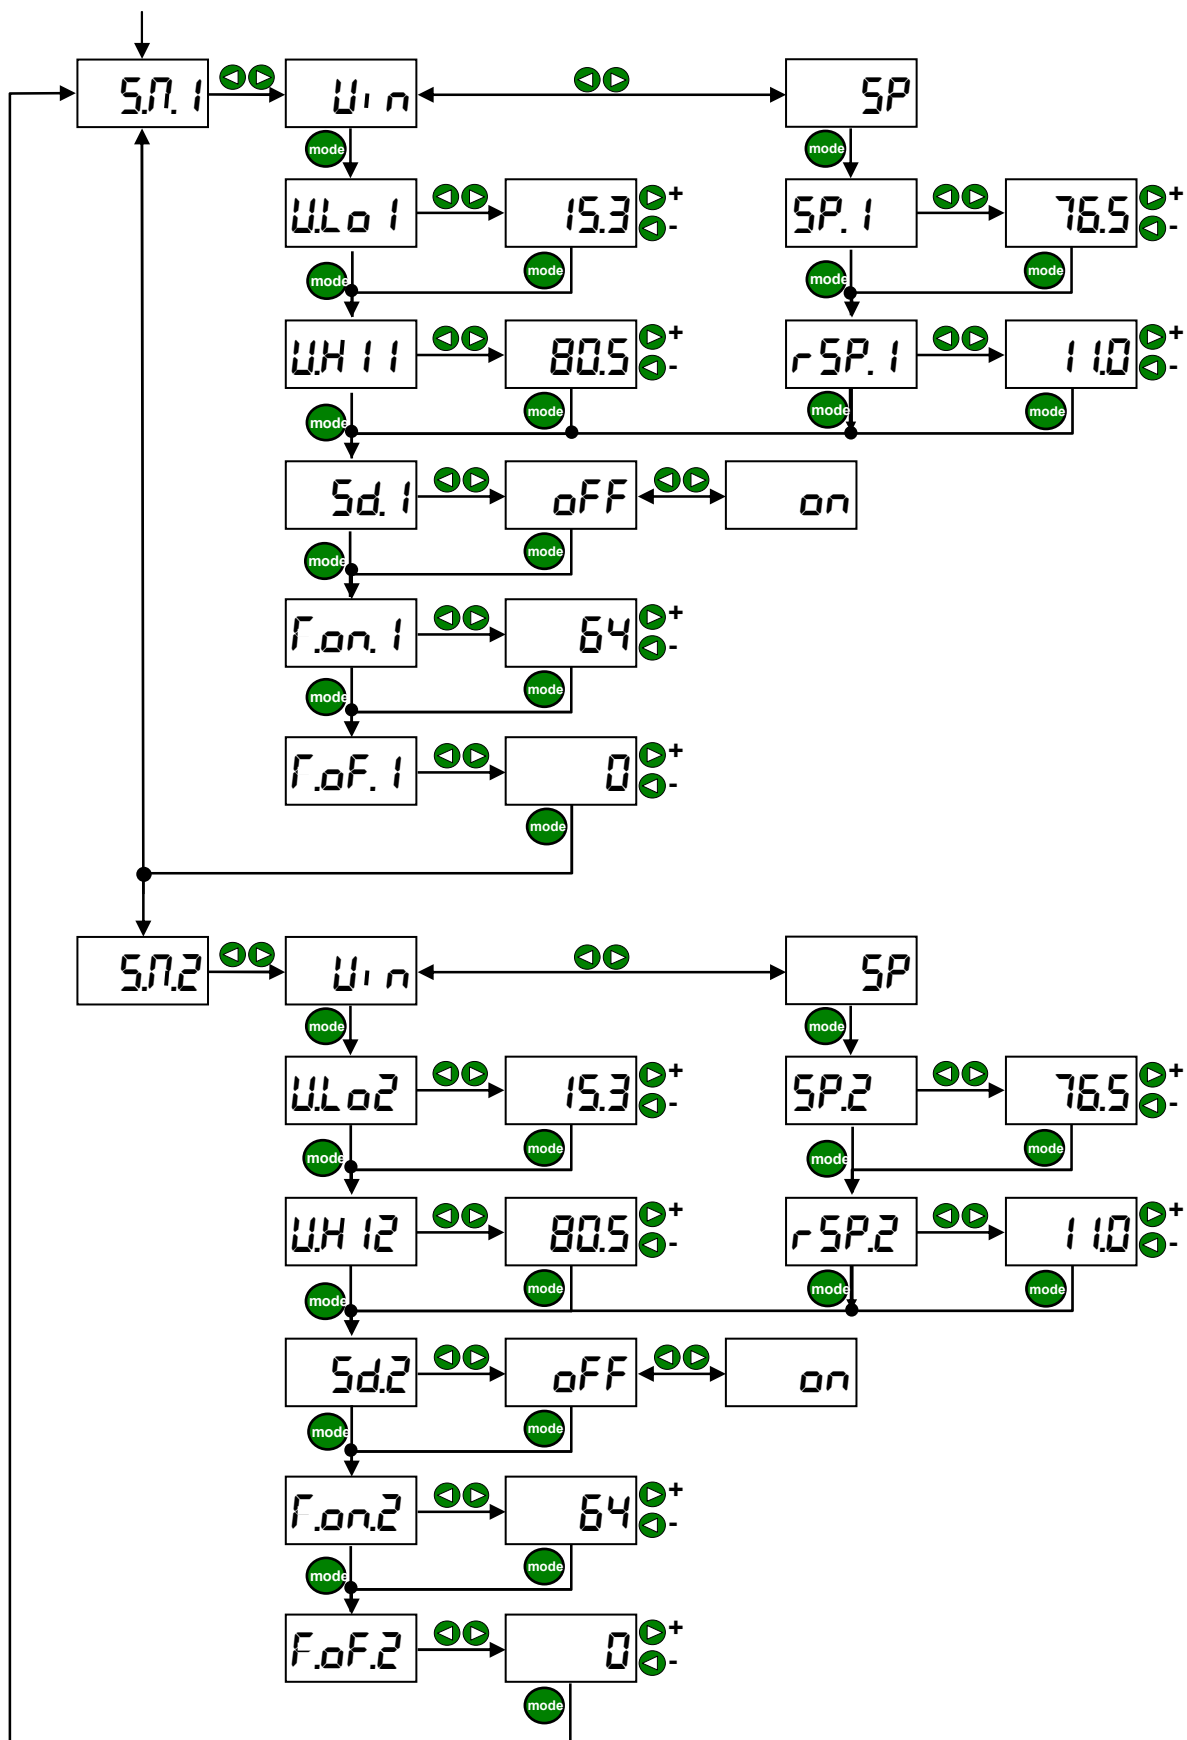 S.П.1 Uin SP
mode mode
U.Lo1 15.3 + - SP.1 76.5 + -
mode mode mode mode
U.HI1 80.5 + - rSP.1 11.0 + -
mode mode mode mode
Sd.1 oFF on
mode mode
Г.on.1 64 + -
mode mode
Г.oF.1 0 + -
mode
S.П.2 Uin SP
mode mode
U.Lo2 15.3 + - SP.2 76.5 + -
mode mode mode mode
U.HI2 80.5 + - rSP.2 11.0 + -
mode mode mode mode
Sd.2 oFF on
mode mode
Г.on.2 64 + -
mode mode
F.oF.2 0 + -
mode